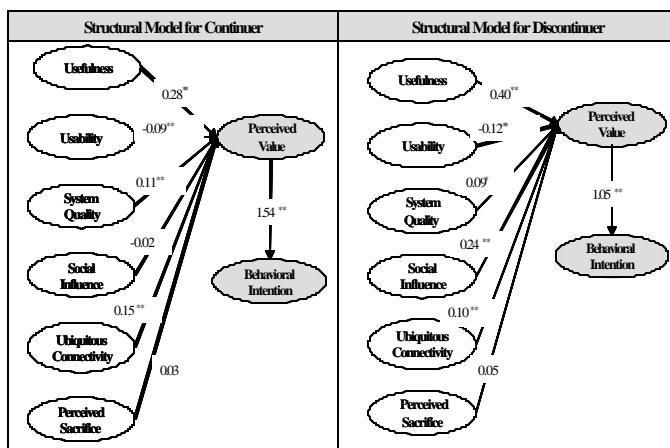 Structural Model for Continuer
Usefulness
0.28**
Usability
-0.09**
Perceived
Value
System
Quality
0.11**
1.54 **
Social
Influence
-0.02
Behavioral
Intention
Ubiquitous
Connectivity
0.15**
0.03
Perceived
Sacrifice
Structural Model for Discontinuer
Usefulness
0.40**
Usability
-0.12**
Perceived
Value
System
Quality
0.09*
1.05 **
Social
Influence
0.24 **
Behavioral
Intention
Ubiquitous
Connectivity
0.10**
0.05
Perceived
Sacrifice